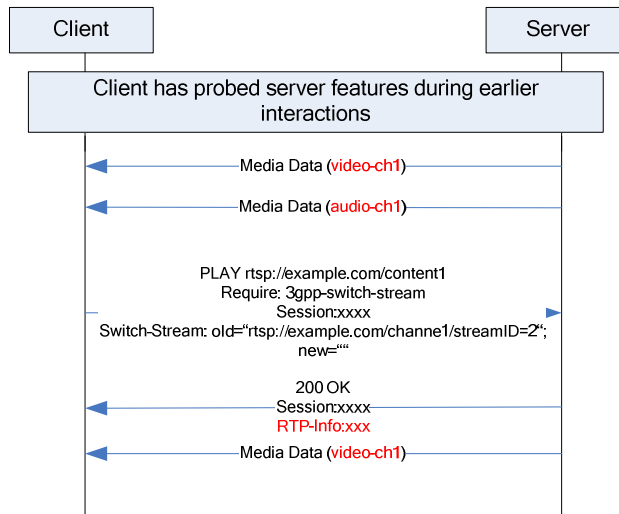 Client
Server
Client has probed server features during earlier
interactions
Media Data (video-ch1)
Media Data (audio-ch1)
PLAY rtsp://example.com/content1
Require: 3gpp-switch-stream
Session:xxxx
Switch-Stream: old=“rtsp://example.com/channe1/streamID=2“;
new=““
200 OK
Session:xxxx
RTP-Info:xxx
Media Data (video-ch1)